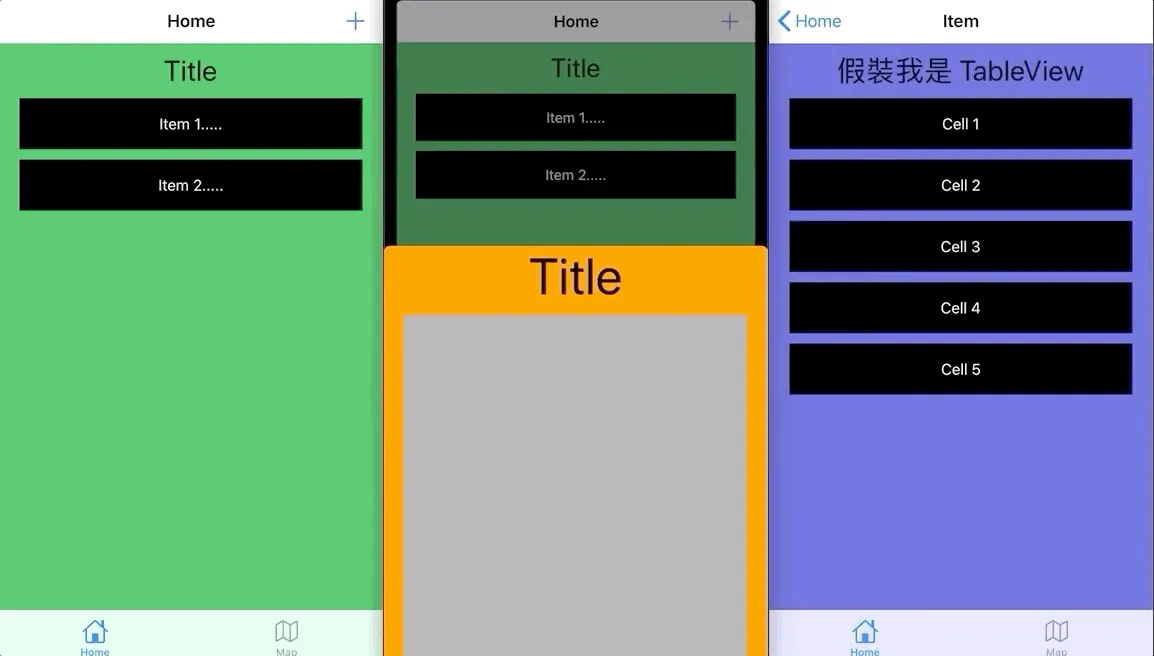 Home
Title
Item 1.....
Item 2.....
Home
Map
Home
Title
Item 1.....
Item 2.....
Title
Home
Item
假裝我是 TableView
Cell 1
Cell 2
Cell 3
Cell 4
Cell 5
Home
Map